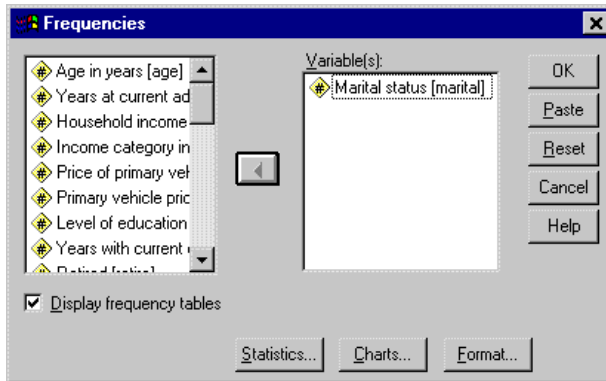 Frequencies
Age in years [age]
Years at current ad
Household income
Income category in
Price of primary veh
Primary vehicle pric
Level of education
Years with current
Retired [retire]
Variable(s):
Marital status [marital]
OK
Paste
Reset
Cancel
Help
Display frequency tables
Statistics...
Charts...
Format...